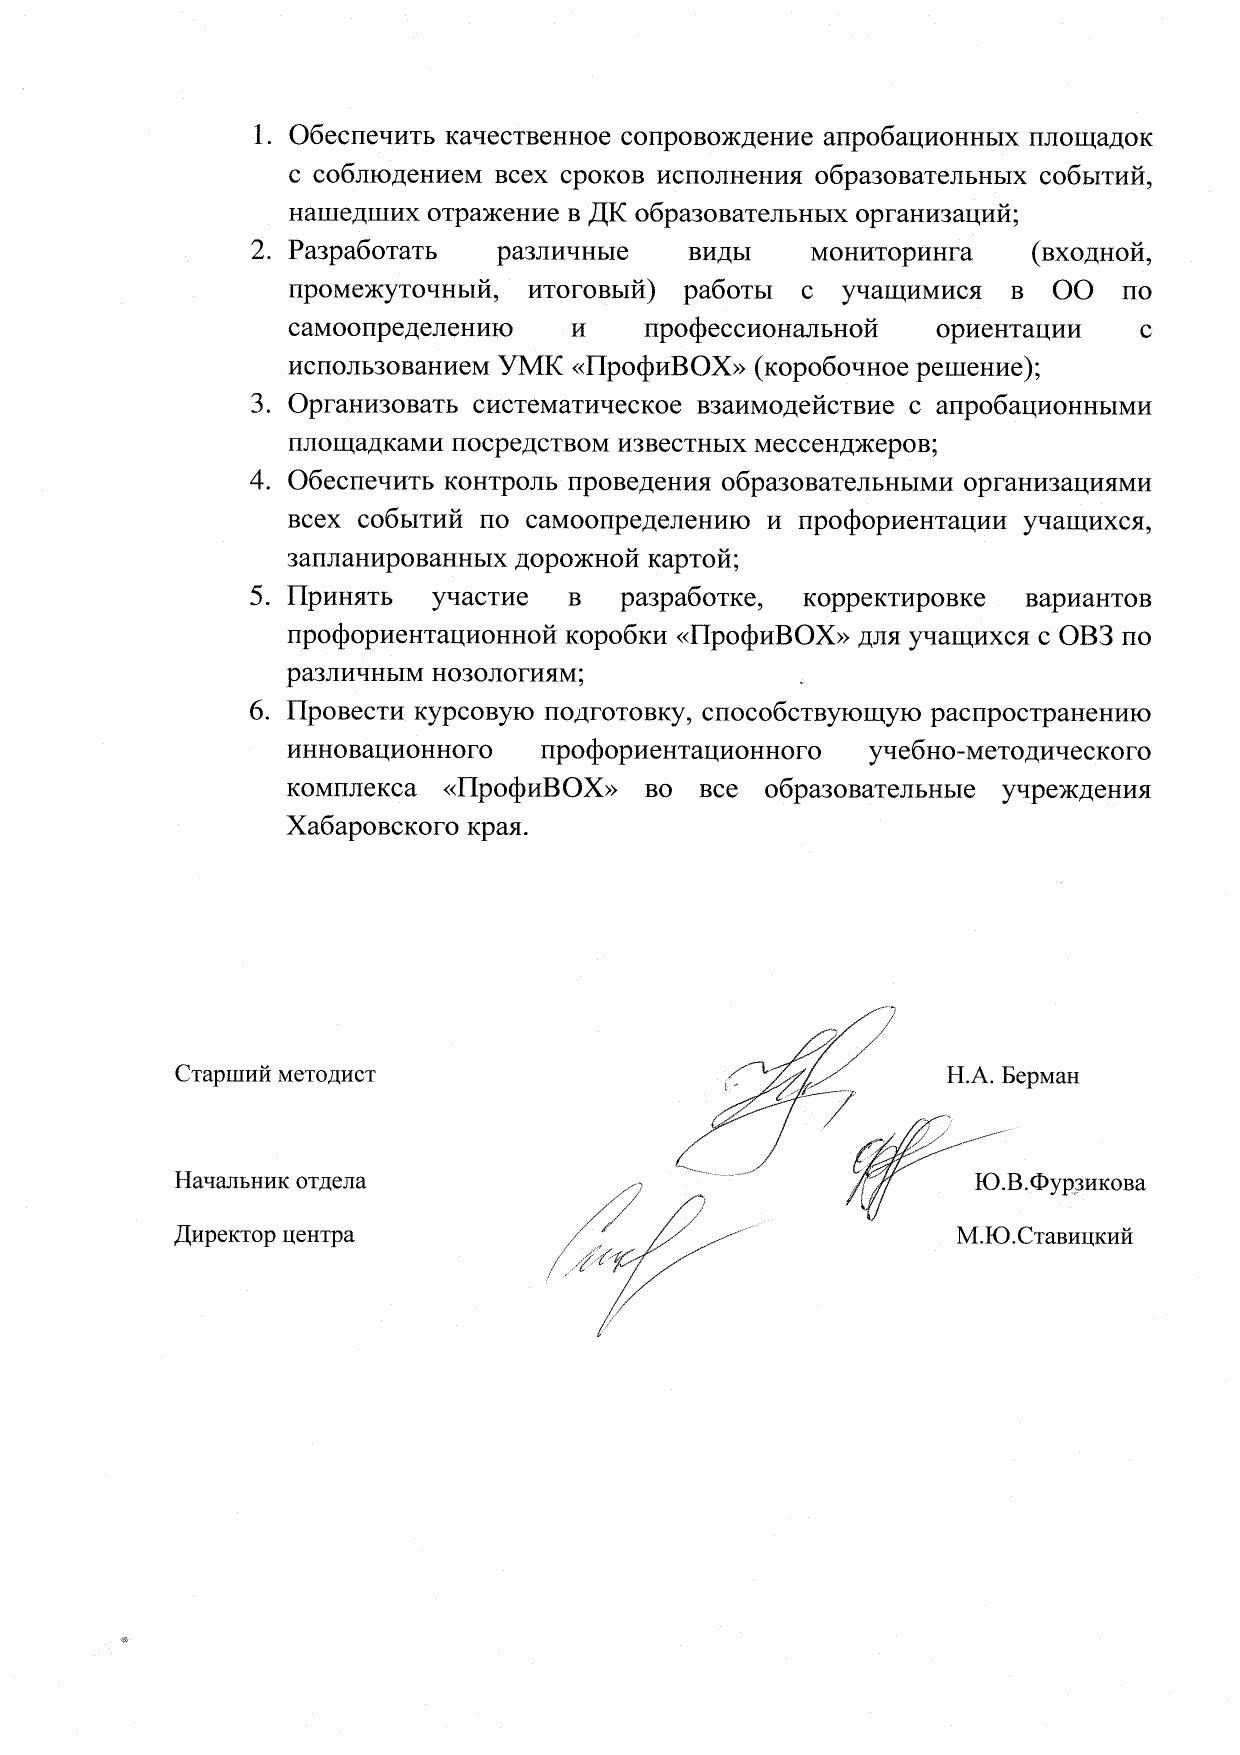 1. Обеспечить качественное сопровождение апробационных площадок
с соблюдением всех сроков исполнения образовательных событий,
нашедших отражение в ДК образовательных организаций;
2. Разработать различные виды мониторинга (входной,
промежуточный, итоговый) работы с учащимися в ОО по
самоопределению и профессиональной ориентации с
использованием УМК «ПрофиBOX» (коробочное решение);
3. Организовать систематическое взаимодействие с апробационными
площадками посредством известных мессенджеров;
4. Обеспечить контроль проведения образовательными организациями
всех событий по самоопределению и профориентации учащихся,
запланированных дорожной картой;
5. Принять участие в разработке, корректировке вариантов
профориентационной коробки «ПрофиBOX» для учащихся с ОВЗ по
различным нозологиям;
6. Провести курсовую подготовку, способствующую распространению
инновационного профориентационного учебно-методического
комплекса «ПрофиBOX» во все образовательные учреждения
Хабаровского края.
Старший методист Н.А. Берман
Начальник отдела Ю.В.Фурзикова
Директор центра М.Ю.Ставицкий